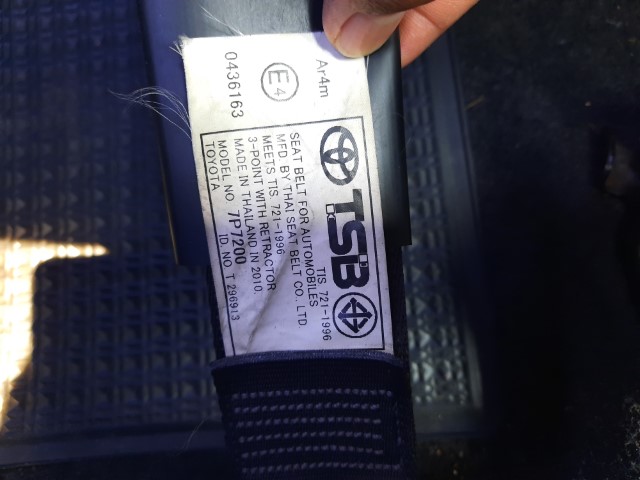 Ar4m
E4
0436163
TSB
TIS. 721-1996
SEAT BELT FOR AUTOMOBILES
MFD. BY THAI SEAT BELT CO., LTD.
MEETS TIS. 721-1996
3-POINT WITH RETRACTOR
MADE IN THAILAND IN 2010.
MODEL NO. 7P7200 ID. NO. T 296913
TOYOTA